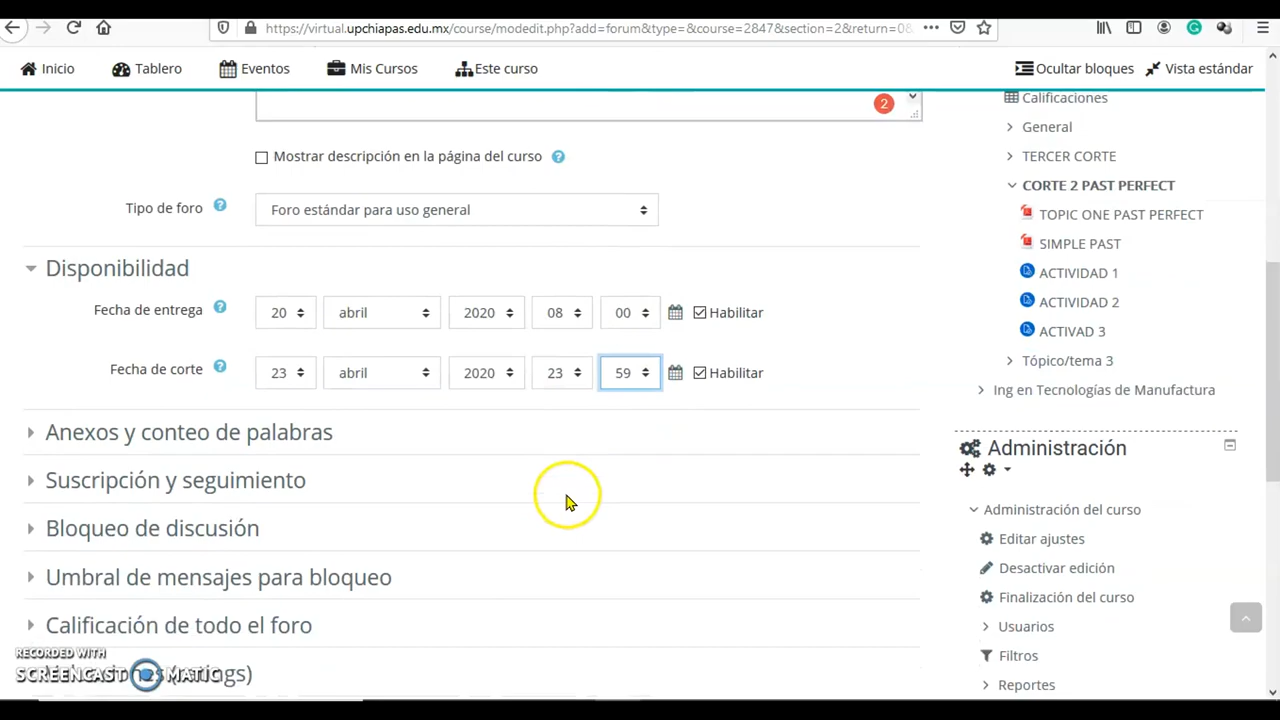 https://virtual.upchiapas.edu.mx/course/modedit.php?add=forum&type=&course=2847&section=2&return=0&
Inicio Tablero Eventos Mis Cursos Este curso Ocultar bloques Vista estándar
2
Mostrar descripción en la página del curso
Tipo de foro Foro estándar para uso general
Disponibilidad
Fecha de entrega 20 abril 2020 08 00 Habilitar
Fecha de corte 23 abril 2020 23 59 Habilitar
Anexos y conteo de palabras
Suscripción y seguimiento
Bloqueo de discusión
Umbral de mensajes para bloqueo
Calificación de todo el foro
RECORDED WITH
SCREENCAST MATIC
Calificaciones
General
TERCER CORTE
CORTE 2 PAST PERFECT
TOPIC ONE PAST PERFECT
SIMPLE PAST
ACTIVIDAD 1
ACTIVIDAD 2
ACTIVAD 3
Tópico/tema 3
Ing en Tecnologías de Manufactura
Administración
Administración del curso
Editar ajustes
Desactivar edición
Finalización del curso
Usuarios
Filtros
Reportes